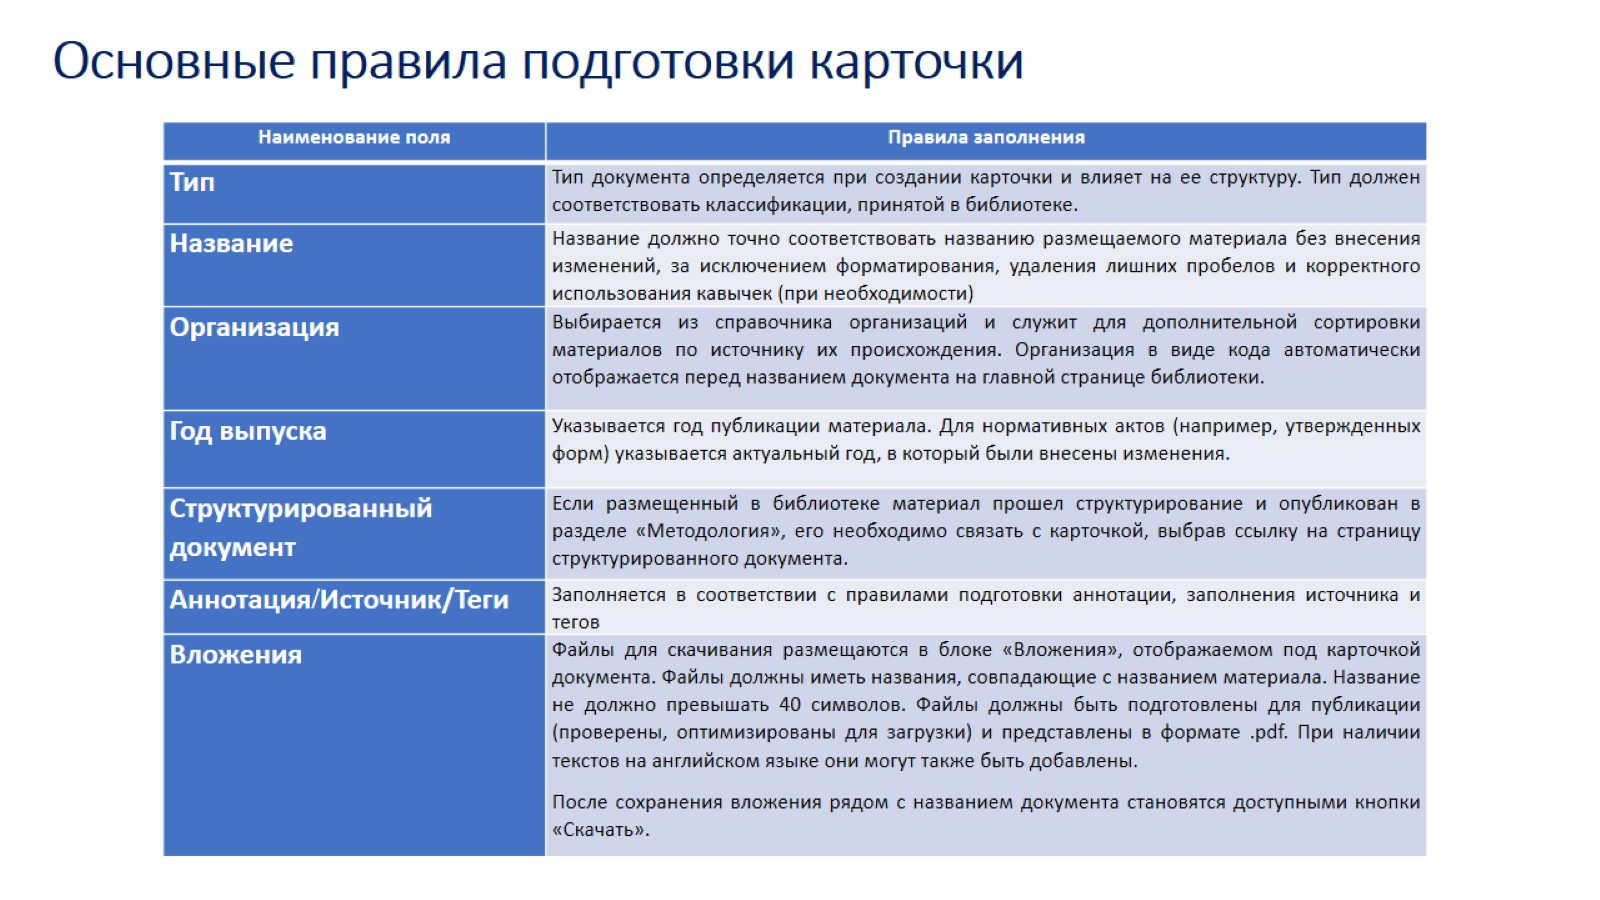 Основные правила подготовки карточки
Наименование поля
Правила заполнения
Тип
Тип документа определяется при создании карточки и влияет на ее структуру. Тип должен
соответствовать классификации, принятой в библиотеке.
Название
Название должно точно соответствовать названию размещаемого материала без внесения
изменений, за исключением форматирования, удаления лишних пробелов и корректного
использования кавычек (при необходимости)
Организация
Выбирается из справочника организаций и служит для дополнительной сортировки
материалов по источнику их происхождения. Организация в виде кода автоматически
отображается перед названием документа на главной странице библиотеки.
Год выпуска
Указывается год публикации материала. Для нормативных актов (например, утвержденных
форм) указывается актуальный год, в который были внесены изменения.
Структурированный
документ
Если размещенный в библиотеке материал прошел структурирование и опубликован в
разделе «Методология», его необходимо связать с карточкой, выбрав ссылку на страницу
структурированного документа.
Аннотация/Источник/Теги
Заполняется в соответствии с правилами подготовки аннотации, заполнения источника и
тегов
Вложения
Файлы для скачивания размещаются в блоке «Вложения», отображаемом под карточкой
документа. Файлы должны иметь названия, совпадающие с названием материала. Название
не должно превышать 40 символов. Файлы должны быть подготовлены для публикации
(проверены, оптимизированы для загрузки) и представлены в формате .pdf. При наличии
текстов на английском языке они могут также быть добавлены.
После сохранения вложения рядом с названием документа становятся доступными кнопки
«Скачать».